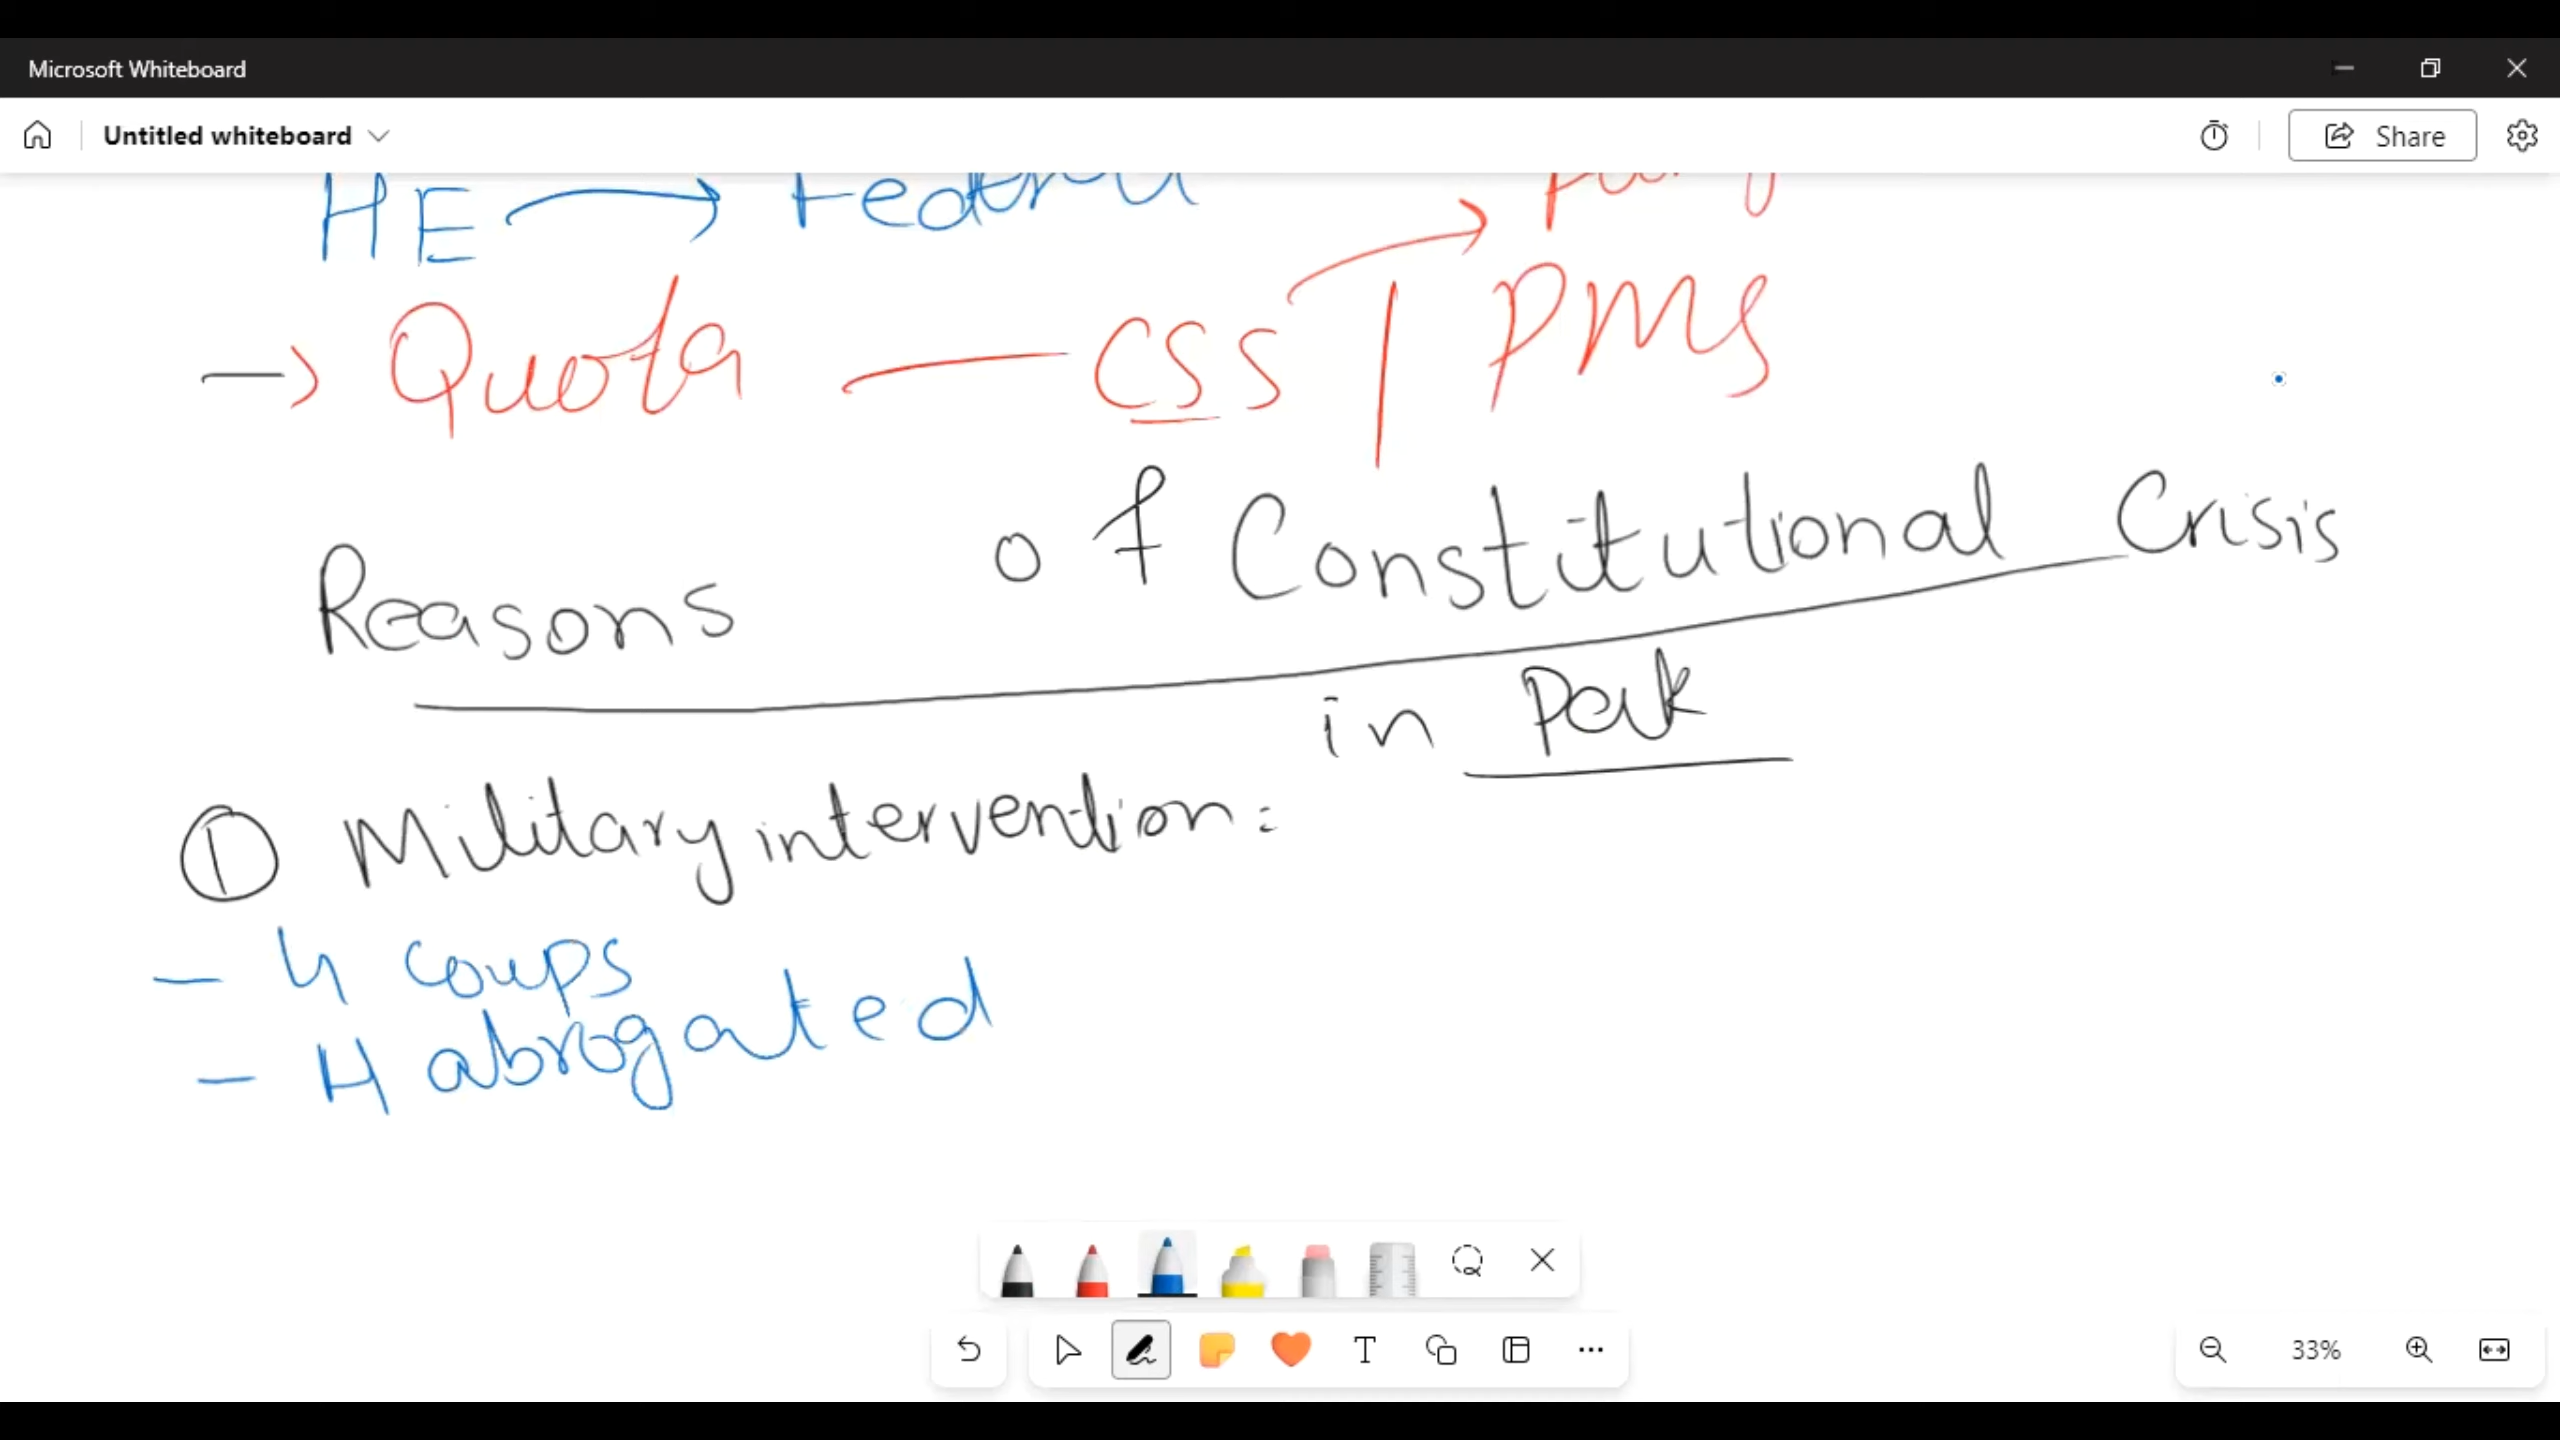 Microsoft Whiteboard
Untitled whiteboard
Share
HE → Federal
→ Quota — CSS / PMS
Reasons of Constitutional Crisis
in Pak
① Military intervention:
- 4 coups
- 4 abrogated
T
33%